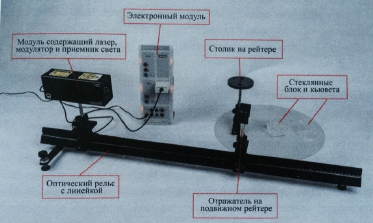 Электронный модуль
Модуль содержащий лазер,
модулятор и приемник света
Столик на рейтере
Стеклянные
блок и кьювета
Оптический рельс
с линейкой
Отражатель на
подвижном рейтере